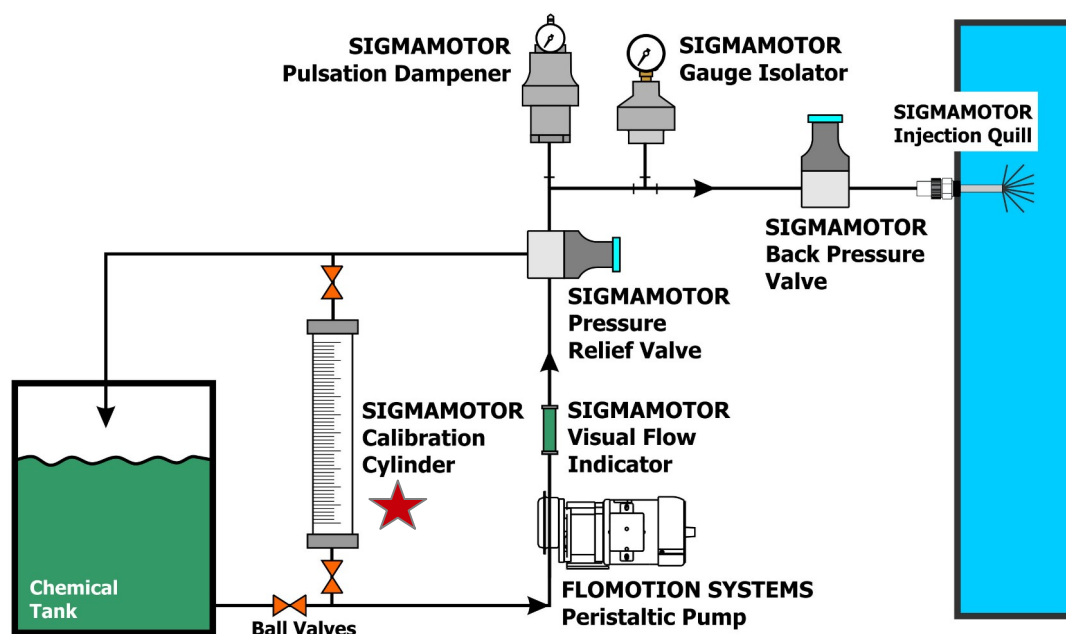 SIGMAMOTOR
Pulsation Dampener
SIGMAMOTOR
Gauge Isolator
SIGMAMOTOR
Injection Quill
SIGMAMOTOR
Back Pressure
Valve
SIGMAMOTOR
Pressure
Relief Valve
SIGMAMOTOR
Calibration
Cylinder
SIGMAMOTOR
Visual Flow
Indicator
Chemical
Tank
Ball Valves
FLOMOTION SYSTEMS
Peristaltic Pump